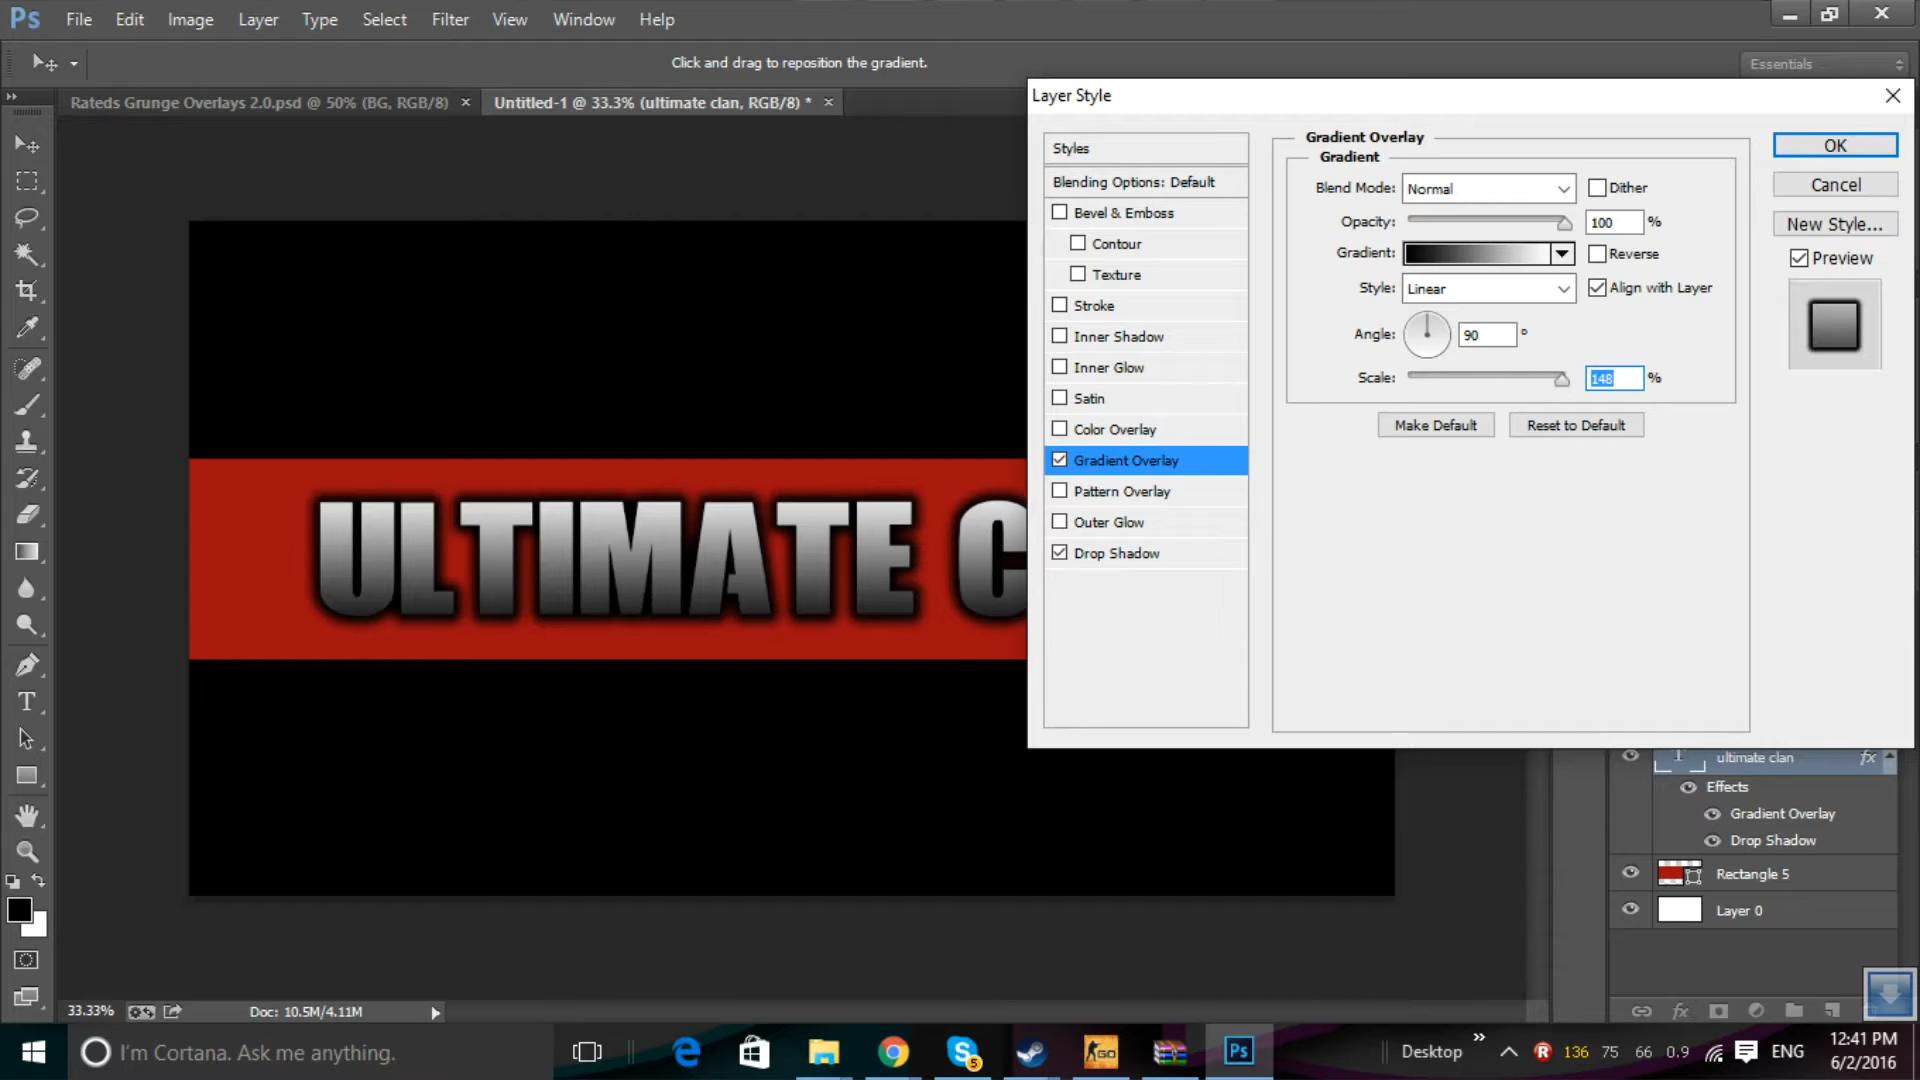 Ps File Edit Image Layer Type Select Filter View Window Help
Click and drag to reposition the gradient.
Essentials
Rateds Grunge Overlays 2.0.psd @ 50% (BG, RGB/8) × Untitled-1 @ 33.3% (ultimate clan, RGB/8) * ×
Layer Style
Styles
Blending Options: Default
Bevel & Emboss
Contour
Texture
Stroke
Inner Shadow
Inner Glow
Satin
Color Overlay
Gradient Overlay
Pattern Overlay
Outer Glow
Drop Shadow
Gradient Overlay
Gradient
Blend Mode: Normal Dither
Opacity: 100 %
Gradient: Reverse
Style: Linear Align with Layer
Angle: 90 °
Scale: 148 %
Make Default Reset to Default
OK
Cancel
New Style...
Preview
ULTIMATE C
ultimate clan fx
Effects
Gradient Overlay
Drop Shadow
Rectangle 5
Layer 0
33.33% Doc: 10.5M/4.11M
I'm Cortana. Ask me anything.
5
GO
Ps
Desktop
136 75 66 0.9 ENG
12:41 PM
6/2/2016